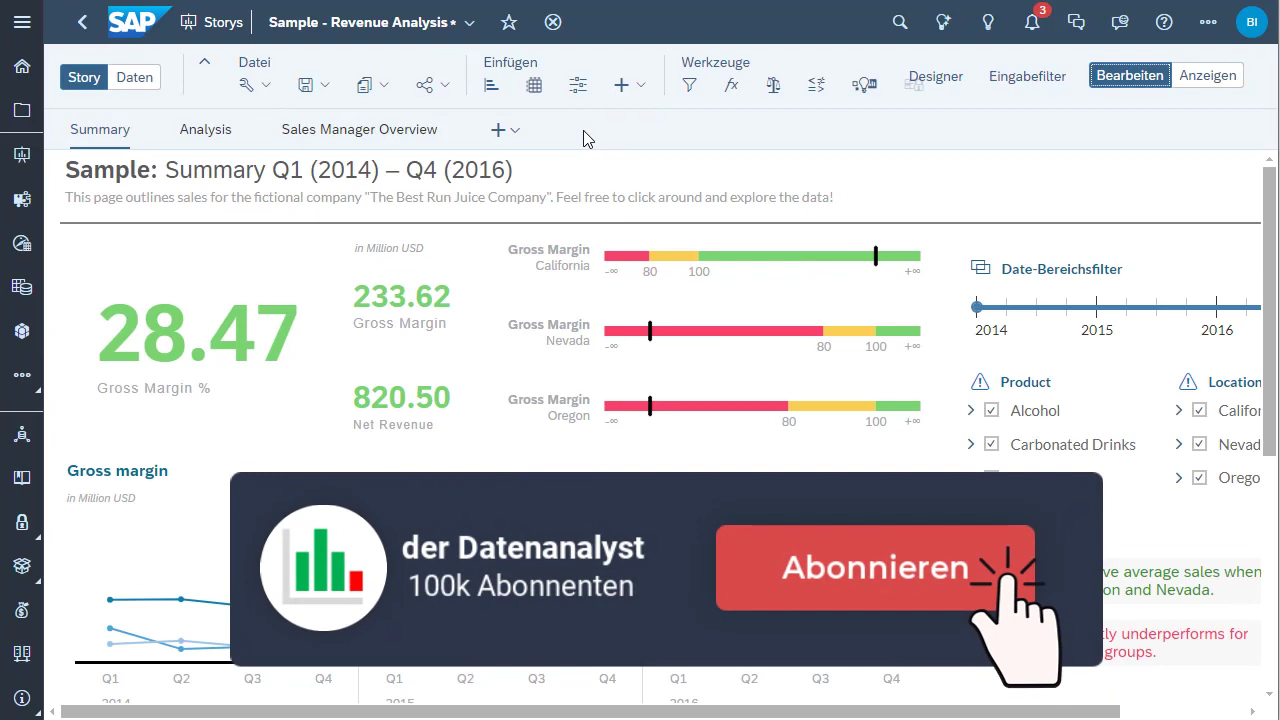 SAP
Storys
Sample - Revenue Analysis *
3
BI
Story
Daten
Datei
Einfügen
Werkzeuge
Designer
Eingabefilter
Bearbeiten
Anzeigen
Summary
Analysis
Sales Manager Overview
Sample: Summary Q1 (2014) – Q4 (2016)
This page outlines sales for the fictional company "The Best Run Juice Company". Feel free to click around and explore the data!
28.47
Gross Margin %
in Million USD
233.62
Gross Margin
820.50
Net Revenue
Gross Margin
California
-∞ 80 100 +∞
Gross Margin
Nevada
-∞ 80 100 +∞
Gross Margin
Oregon
-∞ 80 100 +∞
Date-Bereichsfilter
2014 2015 2016
Product
Alcohol
Carbonated Drinks
Location
Califor
Nevad
Orego
Gross margin
in Million USD
der Datenanalyst
100k Abonnenten
Abonnieren
ve average sales when
on and Nevada.
tly underperforms for
groups.
Q1 Q2 Q3 Q4 Q1 Q2 Q3 Q4 Q1 Q2 Q3 Q4
2014 2015